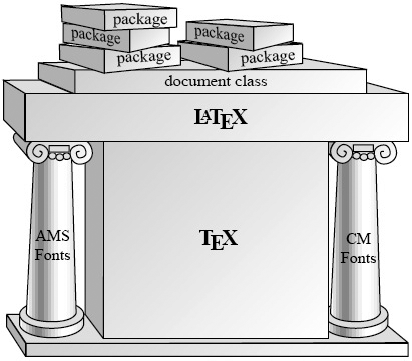 package
package
package
package
package
document class
LATEX
AMS
Fonts
TEX
CM
Fonts